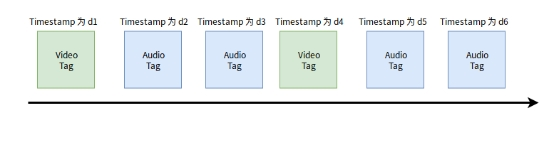 Timestamp 为 d1
Timestamp 为 d2
Timestamp 为 d3
Timestamp 为 d4
Timestamp 为 d5
Timestamp 为 d6
Video
Tag
Audio
Tag
Audio
Tag
Video
Tag
Audio
Tag
Audio
Tag